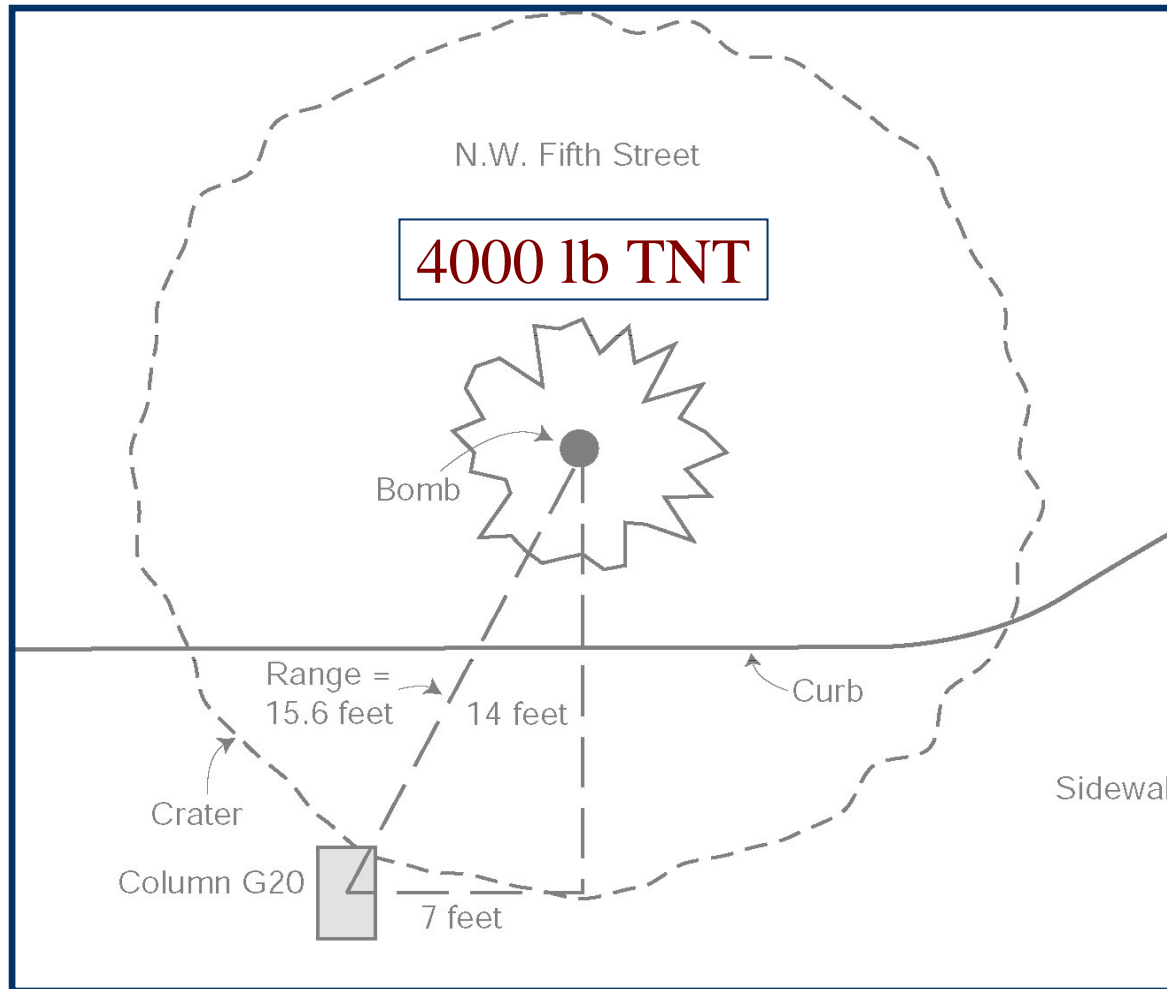 N.W. Fifth Street
4000 lb TNT
Bomb
Range =
15.6 feet
14 feet
Curb
Crater
Sidewal
Column G20
7 feet